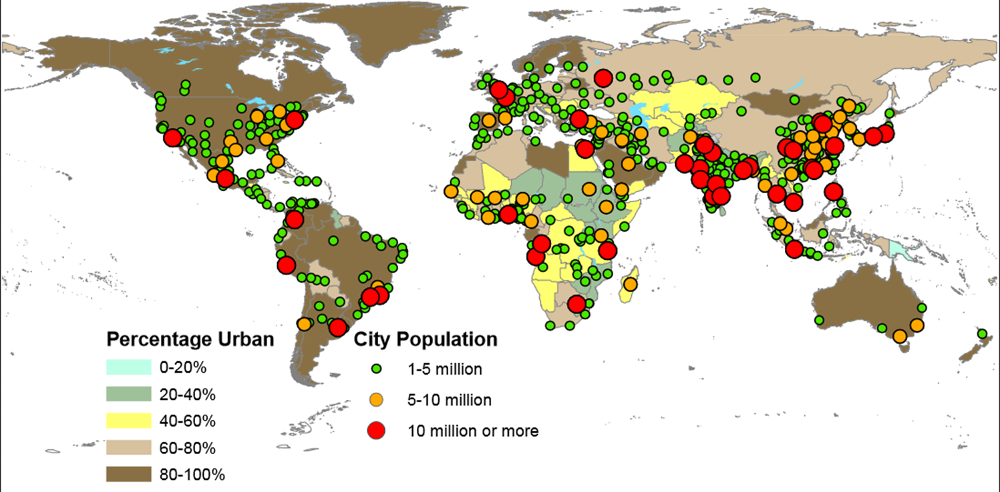 Percentage Urban
0-20%
20-40%
40-60%
60-80%
80-100%
City Population
1-5 million
5-10 million
10 million or more